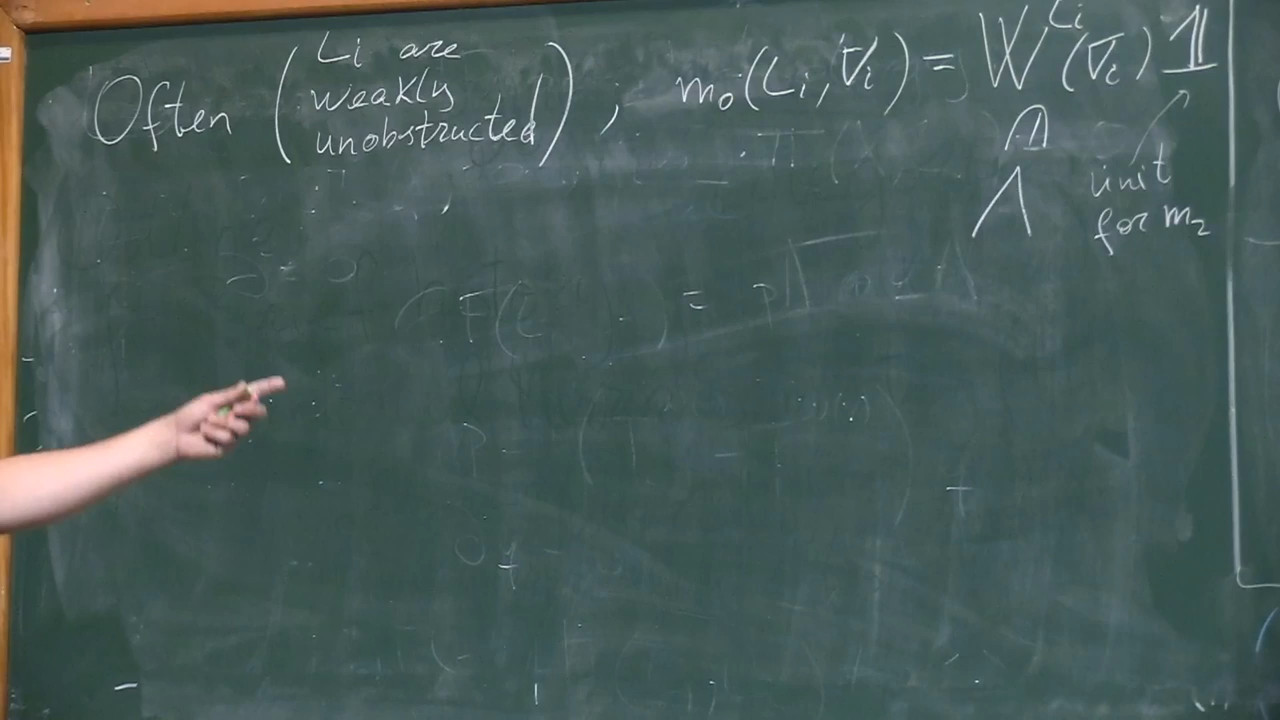 Often (Li are weakly unobstructed), m₀(Li, ∇i) = W^Li(∇i) 𝟙
⋒
Λ
unit
for m₂